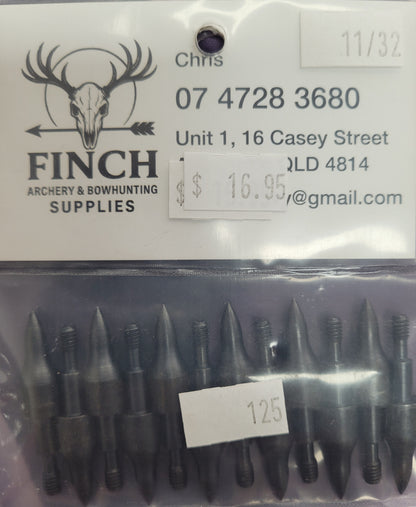 11/32
Chris
07 4728 3680
Unit 1, 16 Casey Street
QLD 4814
$ 16.95
$
y@gmail.com
FINCH
ARCHERY & BOWHUNTING
SUPPLIES
125